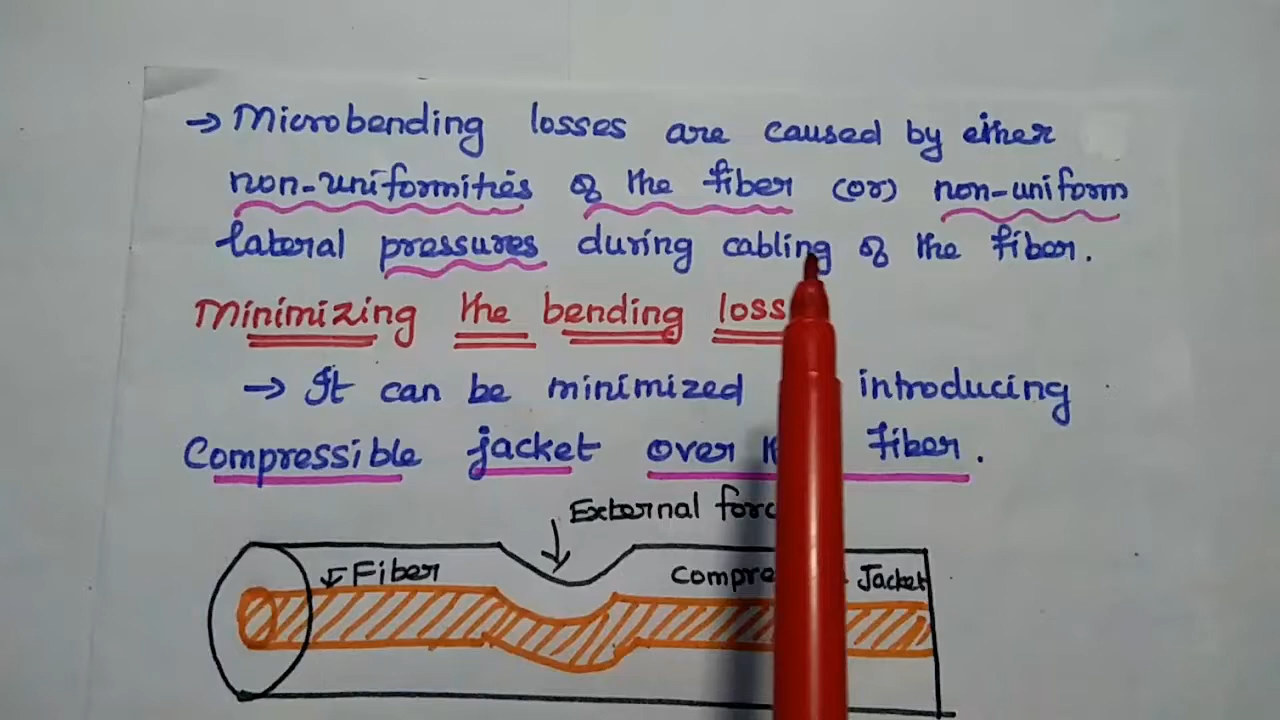 → Microbending losses are caused by either
non-uniformities of the fiber (or) non-uniform
lateral pressures during cabling of the fiber.
Minimizing the bending loss
→ It can be minimized introducing
Compressible jacket over fiber.
External
Fiber Jacket